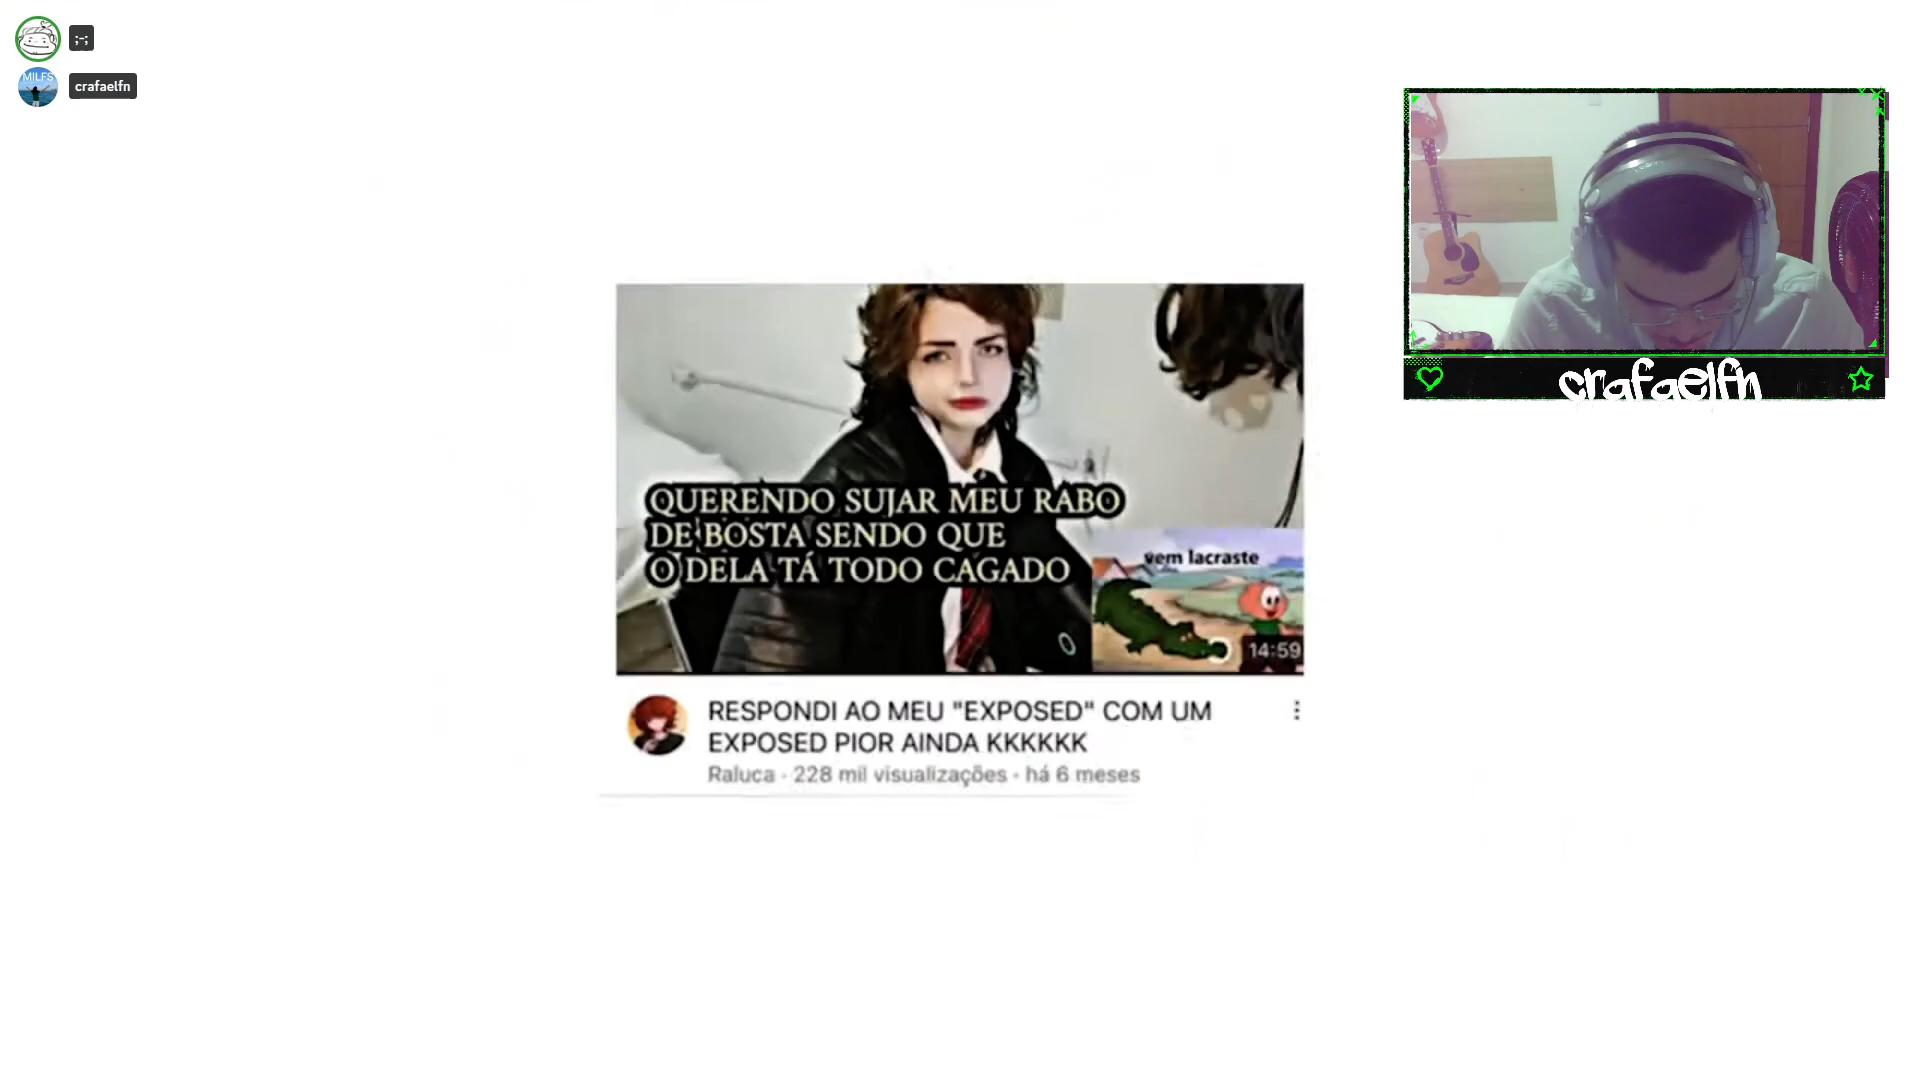 ;-;
MILFS
crafaelfn
crafaelfn
QUERENDO SUJAR MEU RABO
DE BOSTA SENDO QUE
O DELA TÁ TODO CAGADO
vem lacraste
14:59
RESPONDI AO MEU "EXPOSED" COM UM
EXPOSED PIOR AINDA KKKKKK
Raluca · 228 mil visualizações · há 6 meses